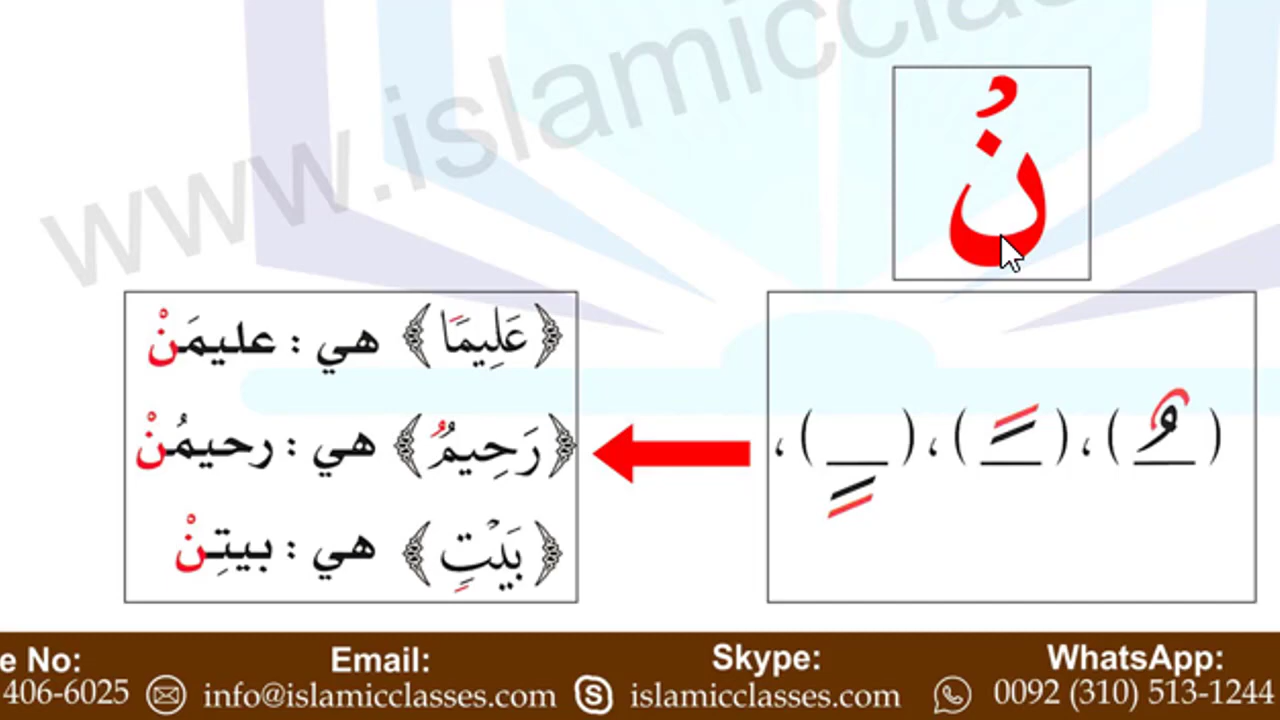 www.islamicclas
نُ
﴿عَلِيمًا﴾ هي : عليمَنْ
﴿رَحِيمٌ﴾ هي : رحيمُنْ
﴿بَيْتٍ﴾ هي : بيتِنْ
(ـٌـ)، (ـًـ)، (ـٍـ)،
e No: Email: Skype: WhatsApp:
406-6025 info@islamicclasses.com islamicclasses.com 0092 (310) 513-1244